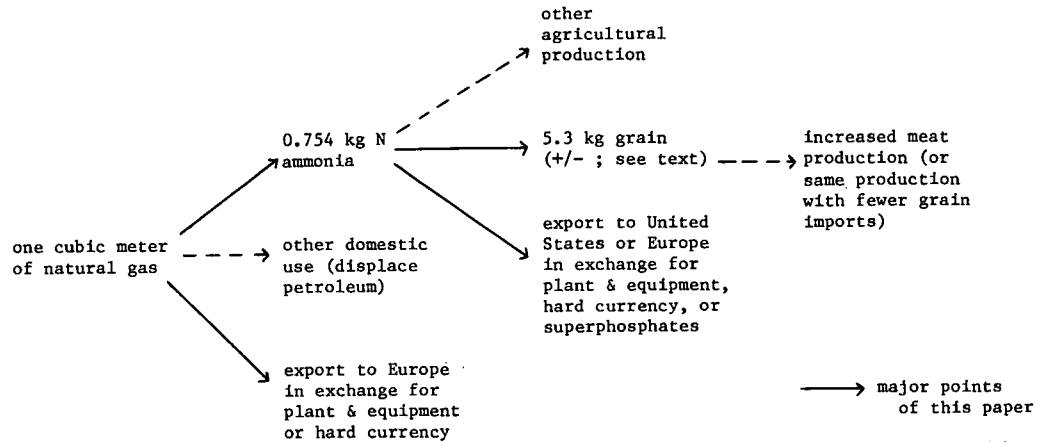 other
agricultural
production
0.754 kg N
ammonia
5.3 kg grain
(+/- ; see text)
increased meat
production (or
same production
with fewer grain
imports)
one cubic meter
of natural gas
other domestic
use (displace
petroleum)
export to United
States or Europe
in exchange for
plant & equipment,
hard currency, or
superphosphates
export to Europe
in exchange for
plant & equipment
or hard currency
major points
of this paper